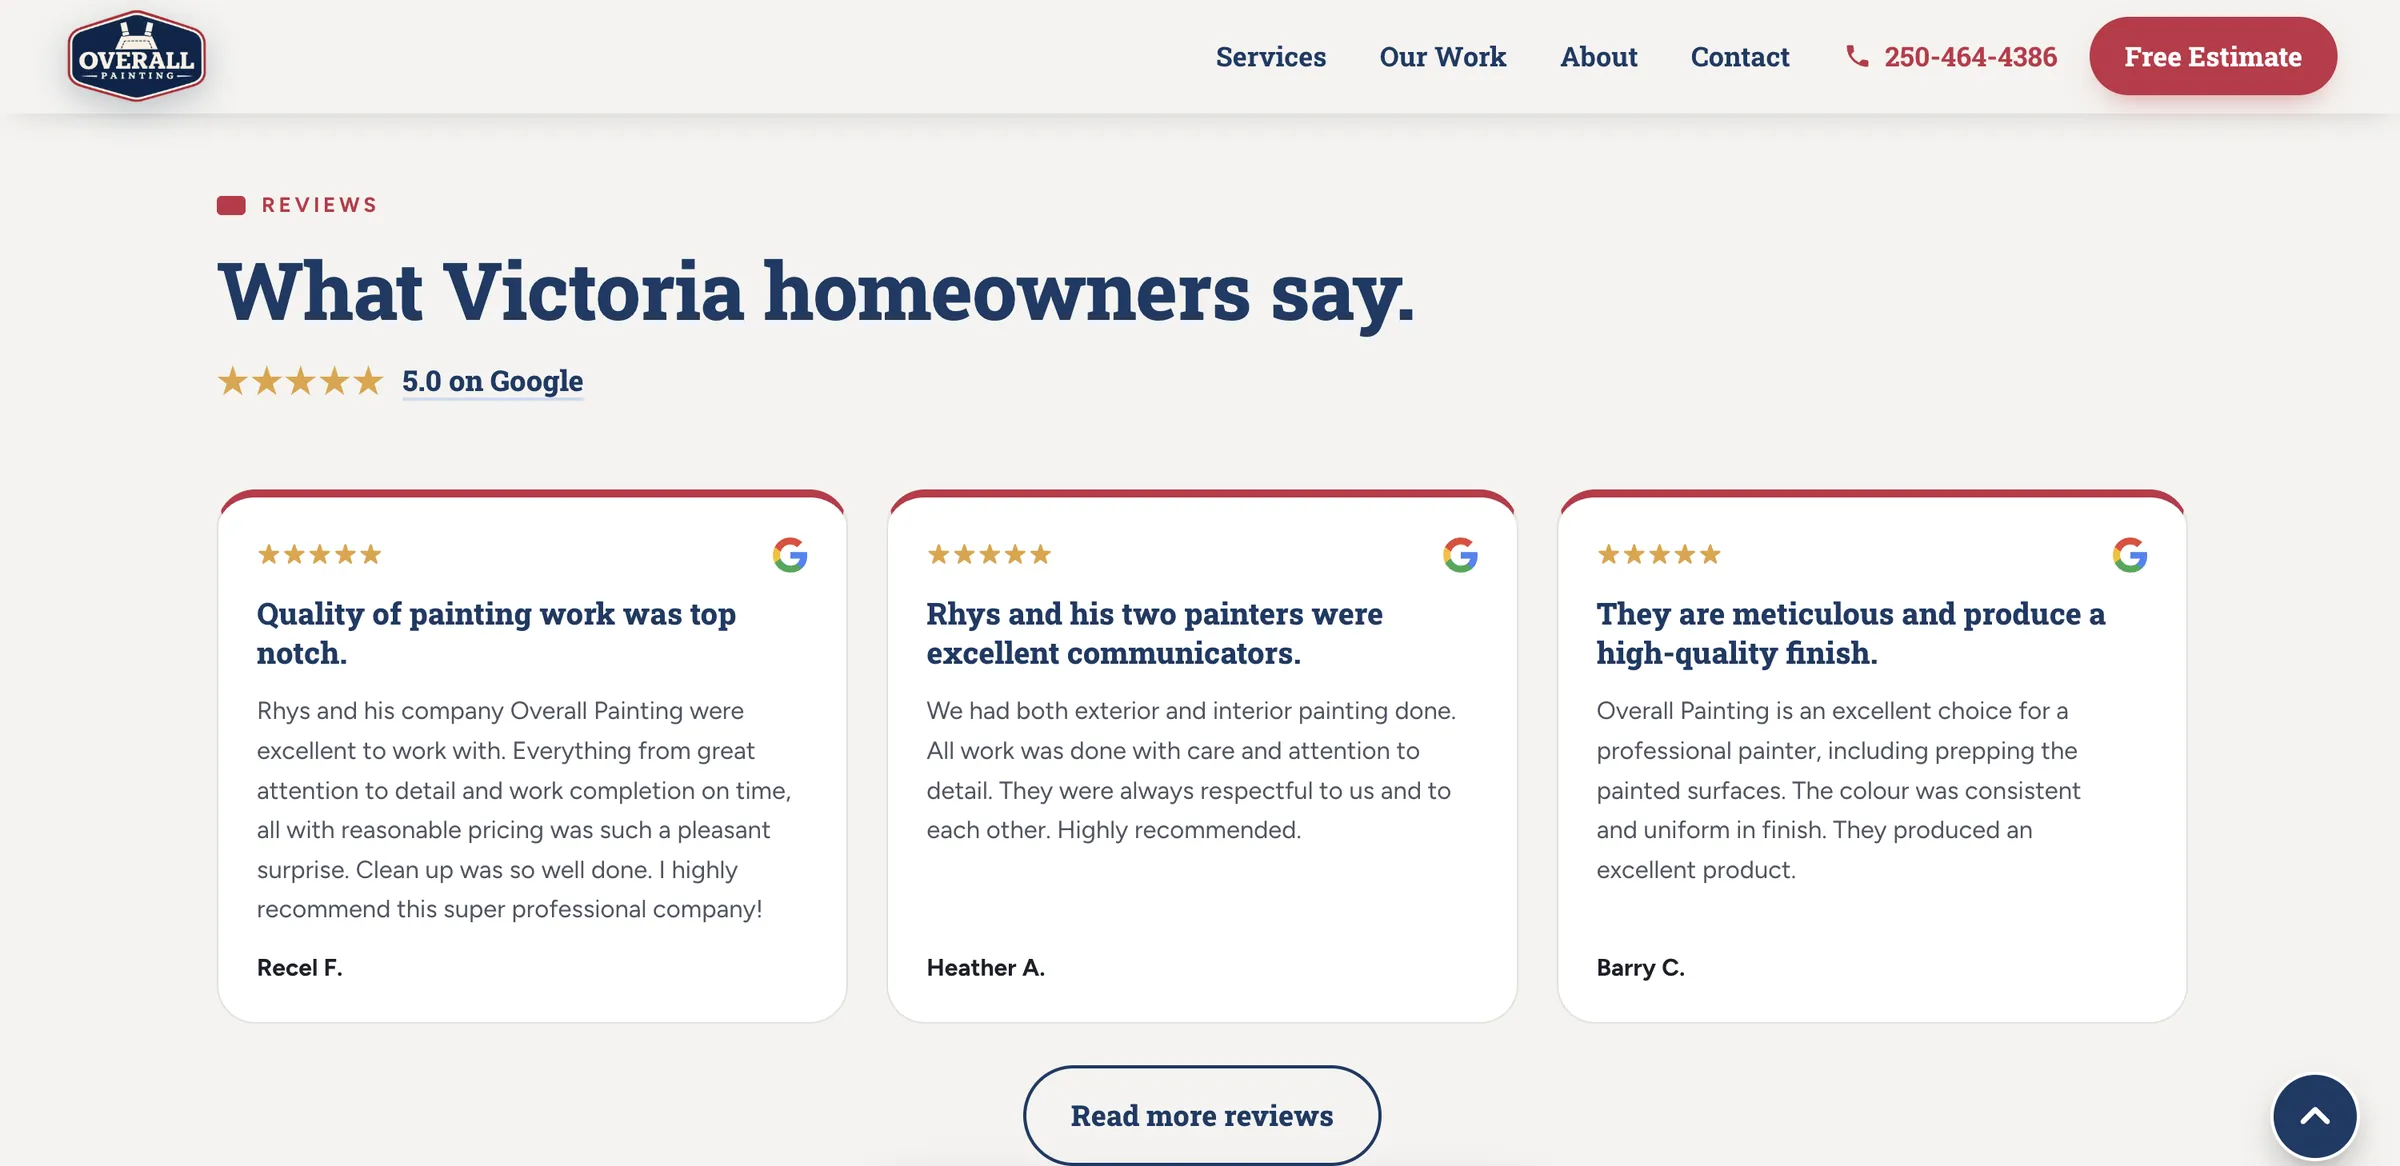 OVERALL
PAINTING
Services
Our Work
About
Contact
250-464-4386
Free Estimate
REVIEWS
What Victoria homeowners say.
5.0 on Google
Quality of painting work was top
notch.
Rhys and his company Overall Painting were
excellent to work with. Everything from great
attention to detail and work completion on time,
all with reasonable pricing was such a pleasant
surprise. Clean up was so well done. I highly
recommend this super professional company!
Recel F.
Rhys and his two painters were
excellent communicators.
We had both exterior and interior painting done.
All work was done with care and attention to
detail. They were always respectful to us and to
each other. Highly recommended.
Heather A.
They are meticulous and produce a
high-quality finish.
Overall Painting is an excellent choice for a
professional painter, including prepping the
painted surfaces. The colour was consistent
and uniform in finish. They produced an
excellent product.
Barry C.
Read more reviews